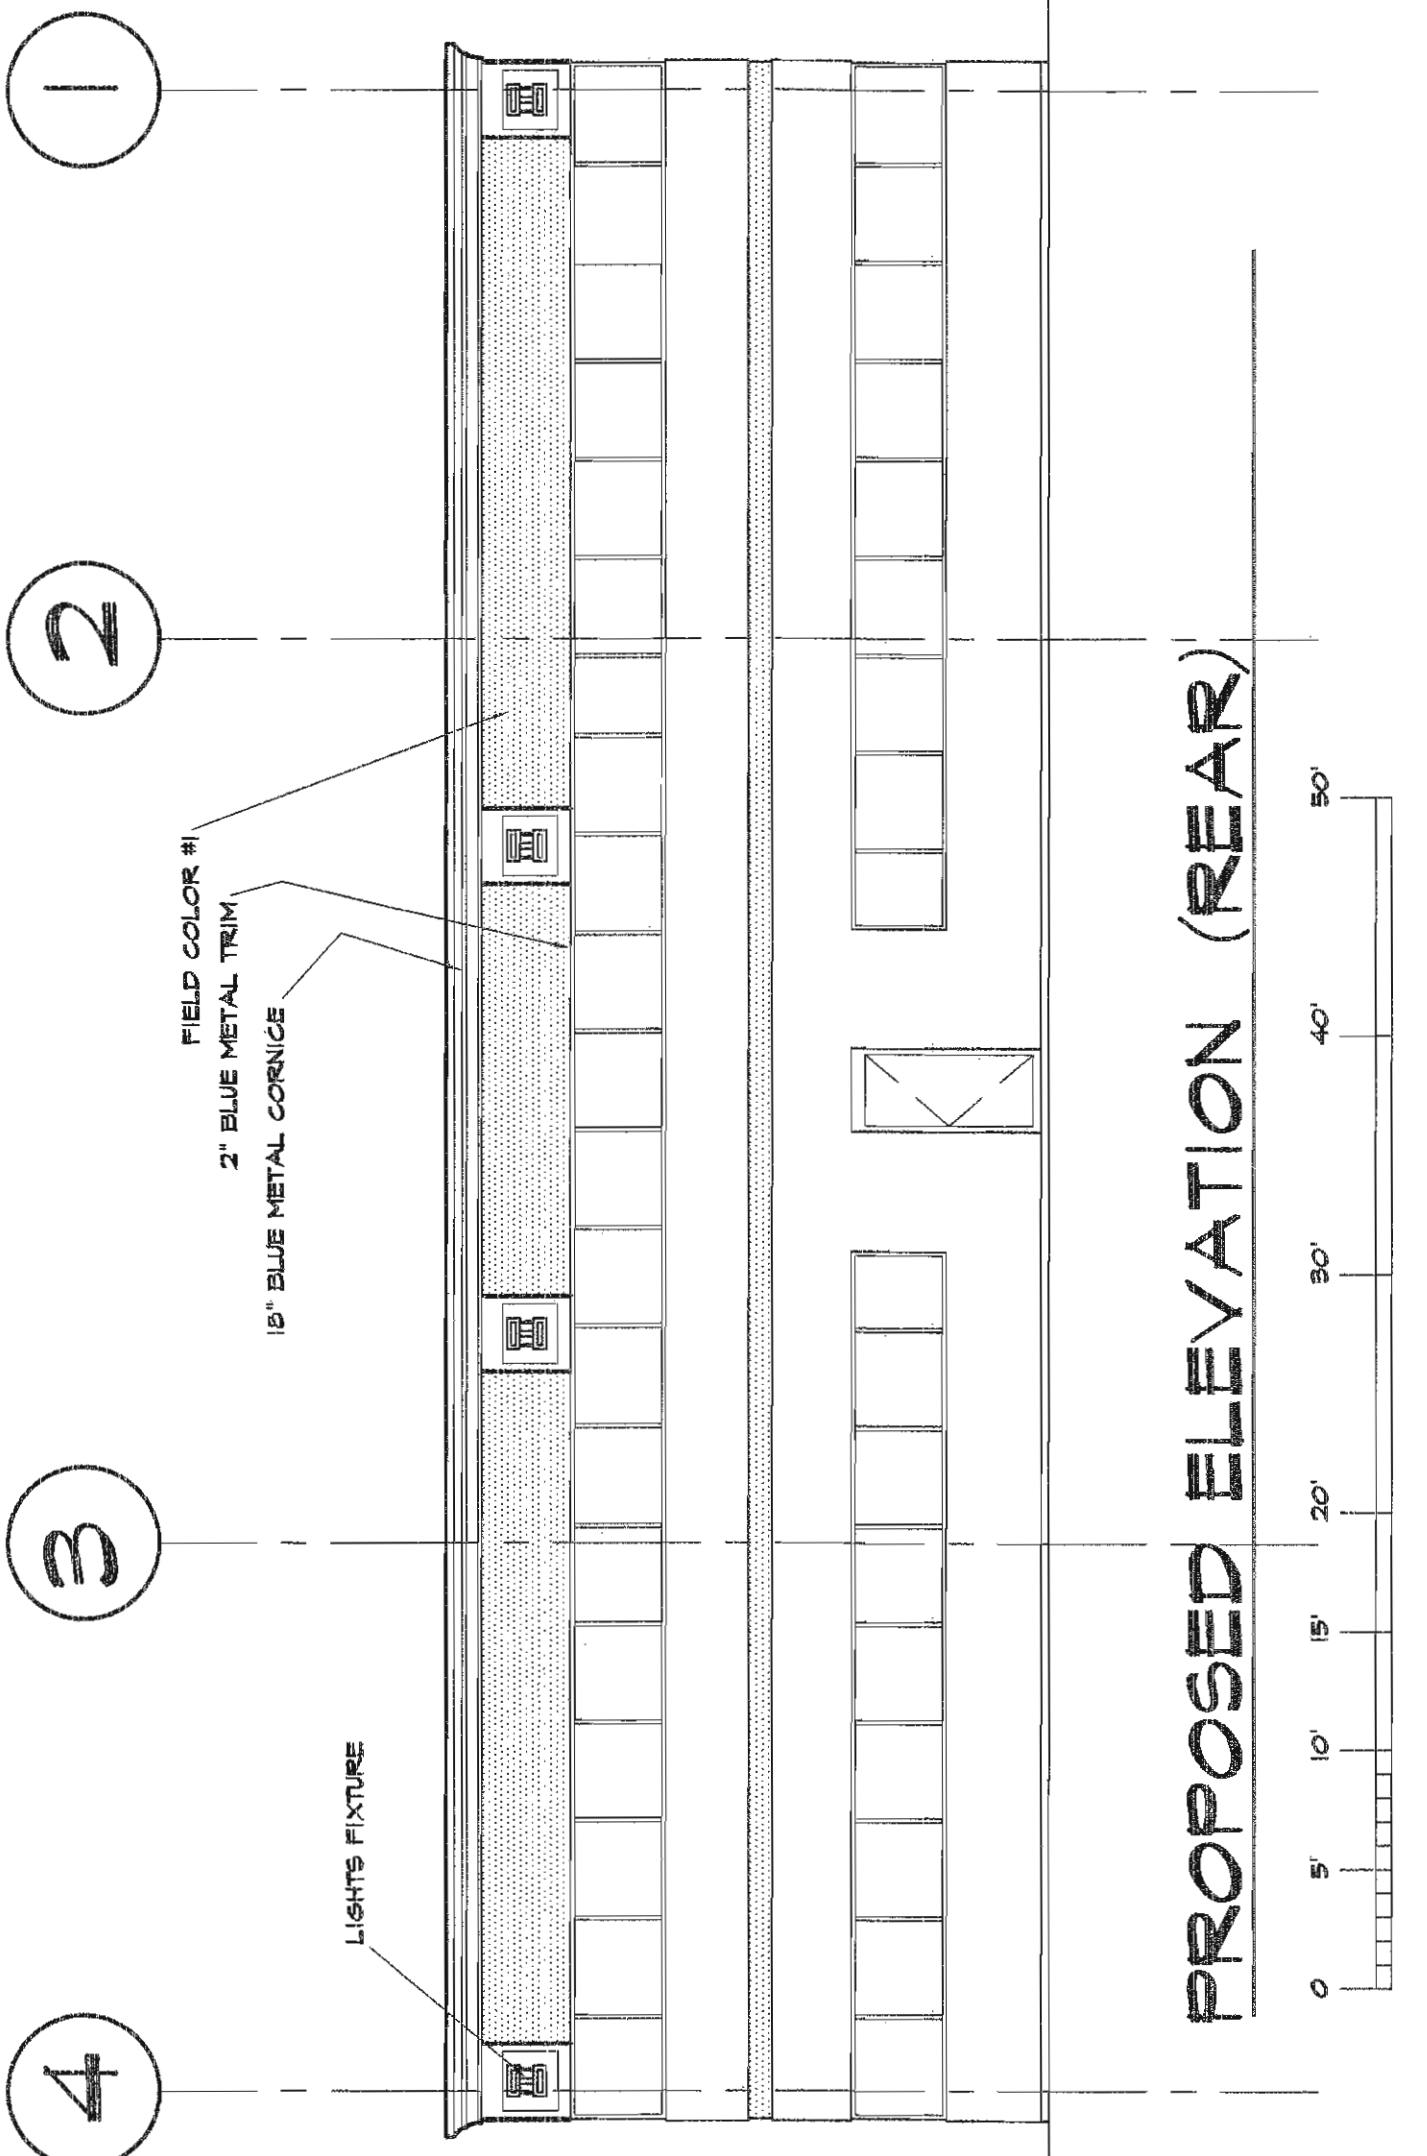 4 3 2 1
FIELD COLOR #1
2" BLUE METAL TRIM
18" BLUE METAL CORNICE
LIGHTS FIXTURE
PROPOSED ELEVATION (REAR)
0 5' 10' 15' 20' 30' 40' 50'